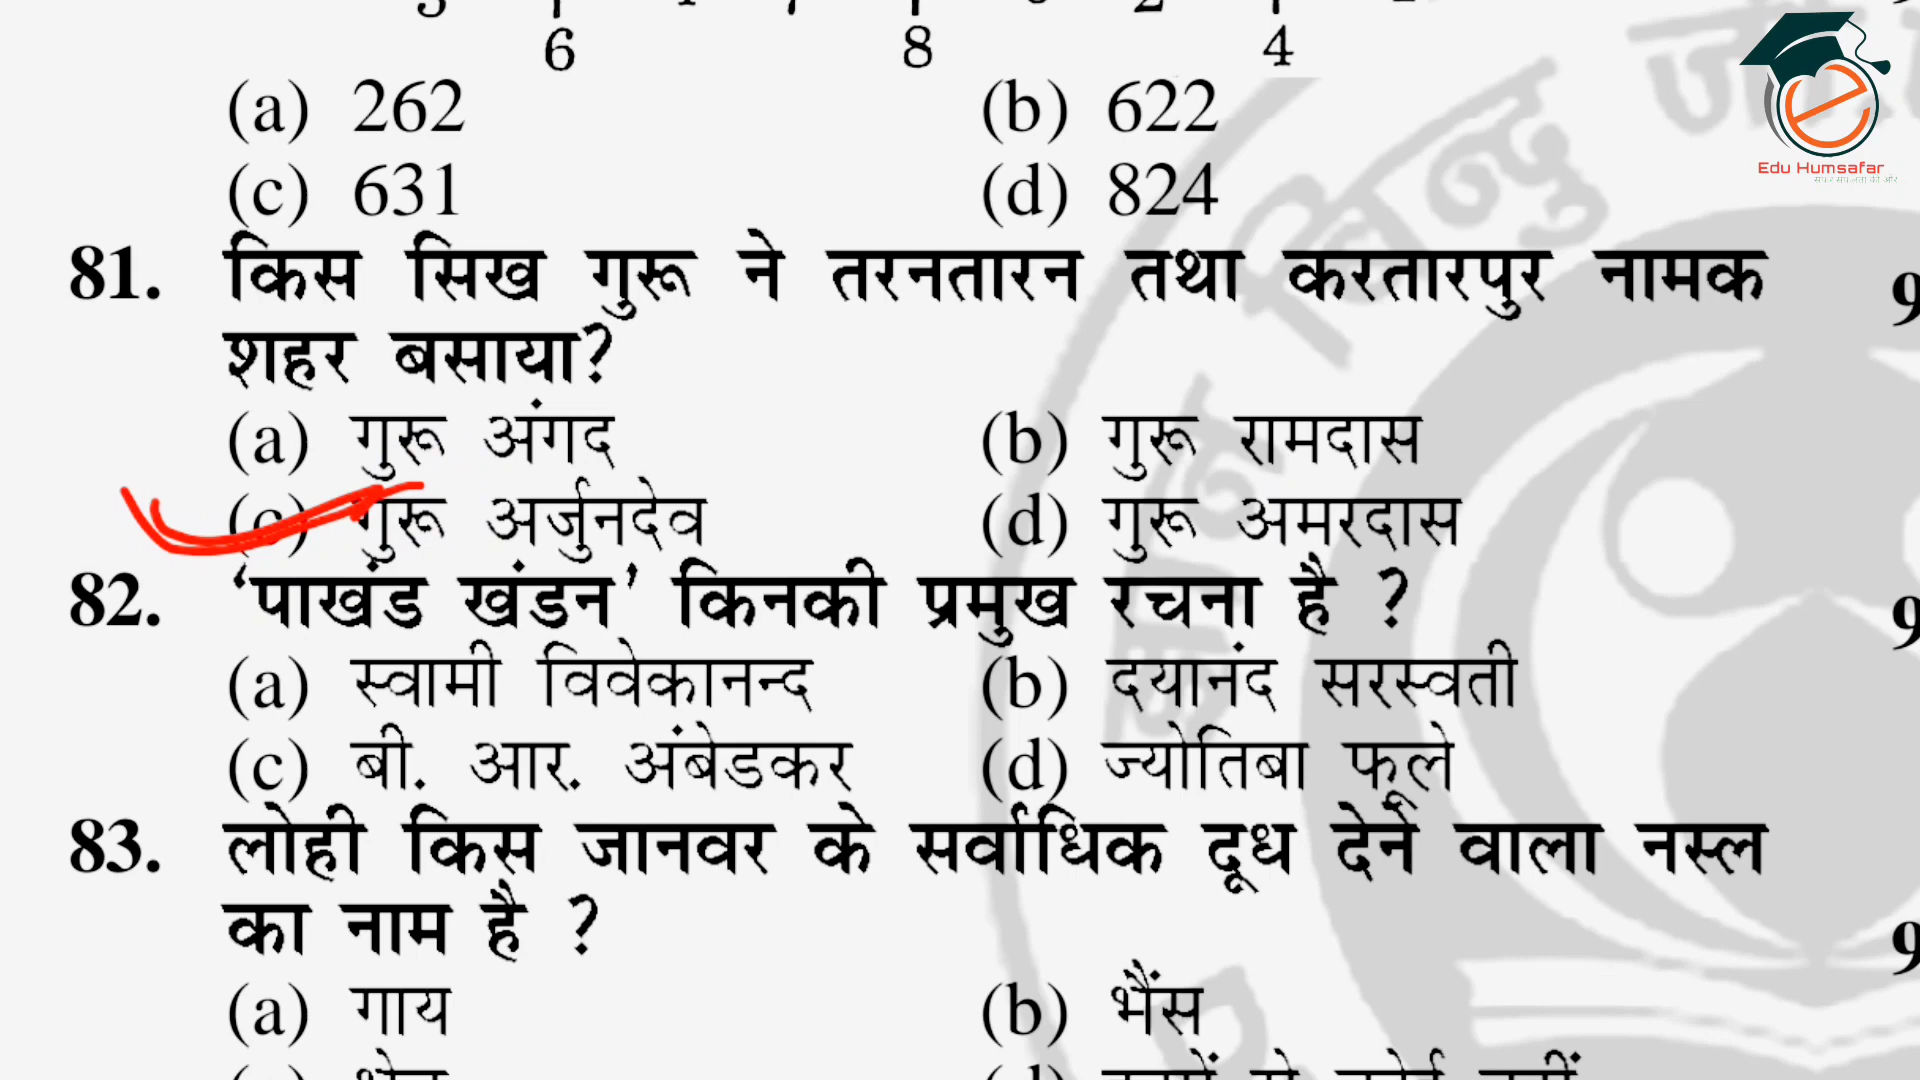 6 8 4
(a) 262 (b) 622
(c) 631 (d) 824
Edu Humsafar
81. किस सिख गुरू ने तरनतारन तथा करतारपुर नामक
शहर बसाया?
(a) गुरू अंगद (b) गुरू रामदास
(c) गुरू अर्जुनदेव (d) गुरू अमरदास
82. ‘पाखंड खंडन’ किनकी प्रमुख रचना है ?
(a) स्वामी विवेकानन्द (b) दयानंद सरस्वती
(c) बी. आर. अंबेडकर (d) ज्योतिबा फूले
83. लोही किस जानवर के सर्वाधिक दूध देने वाला नस्ल
का नाम है ?
(a) गाय (b) भैंस